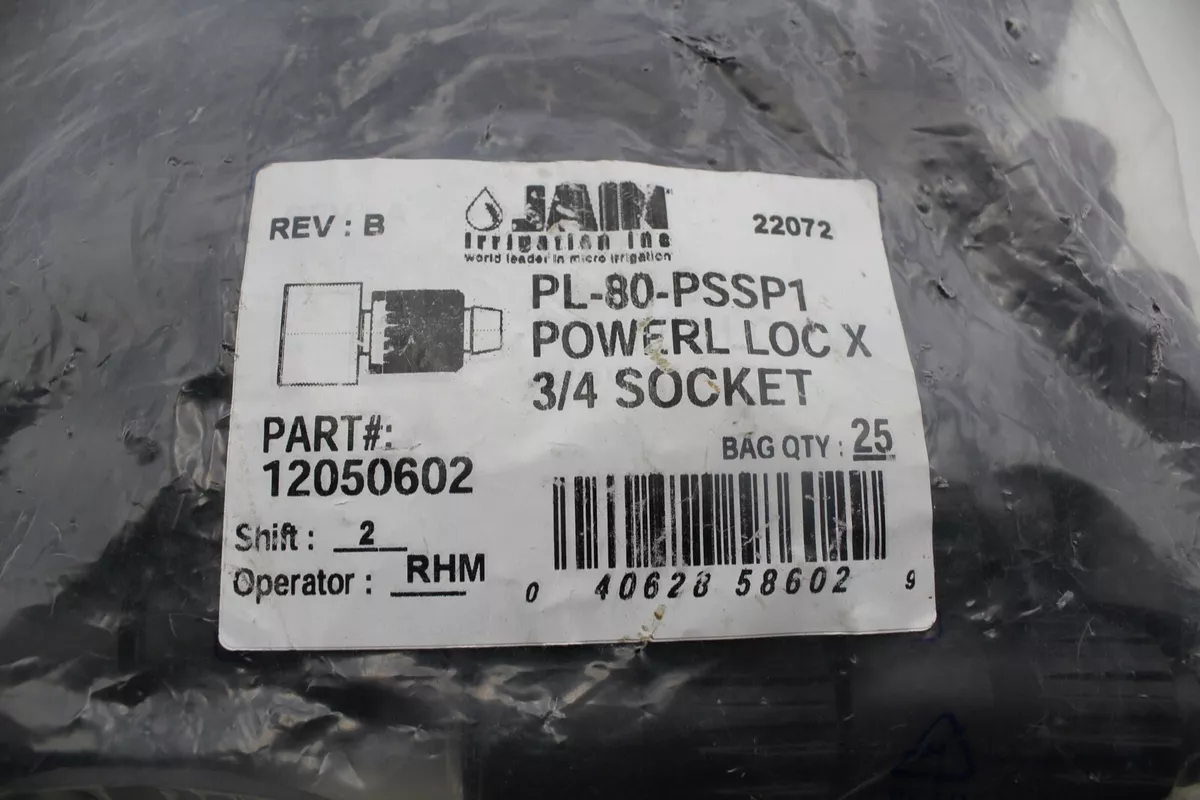 REV : B
JAIN
Irrigation Inc
world leader in micro irrigation
22072
PL-80-PSSP1
POWERL LOC X
3/4 SOCKET
PART#:
12050602
BAG QTY : 25
Shift : 2
Operator : RHM
0 40628 58602 9